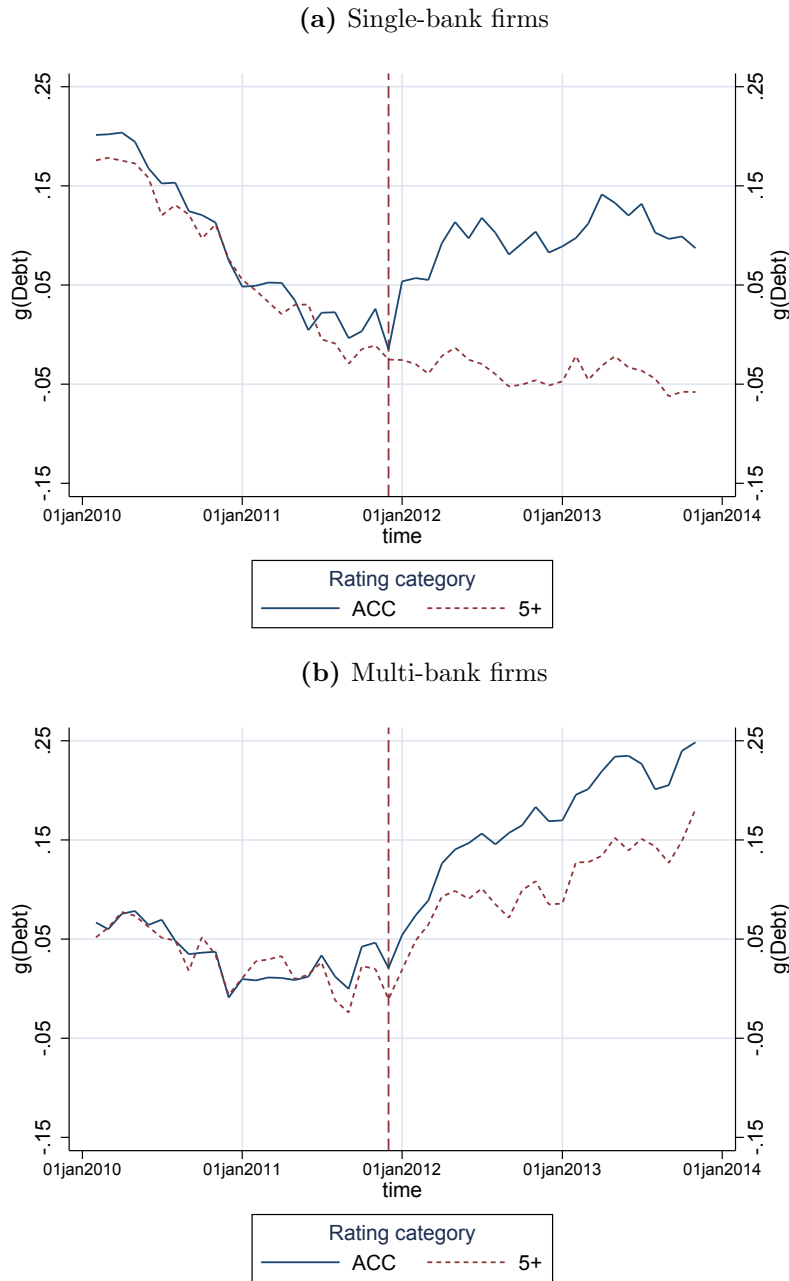 (a) Single-bank firms
.25
.15
.05
-.05
-.15
g(Debt)
.25
.15
.05
-.05
-.15
g(Debt)
01jan2010 01jan2011 01jan2012 01jan2013 01jan2014
time
Rating category
ACC 5+
(b) Multi-bank firms
.25
.15
.05
-.05
-.15
g(Debt)
.25
.15
.05
-.05
-.15
g(Debt)
01jan2010 01jan2011 01jan2012 01jan2013 01jan2014
time
Rating category
ACC 5+